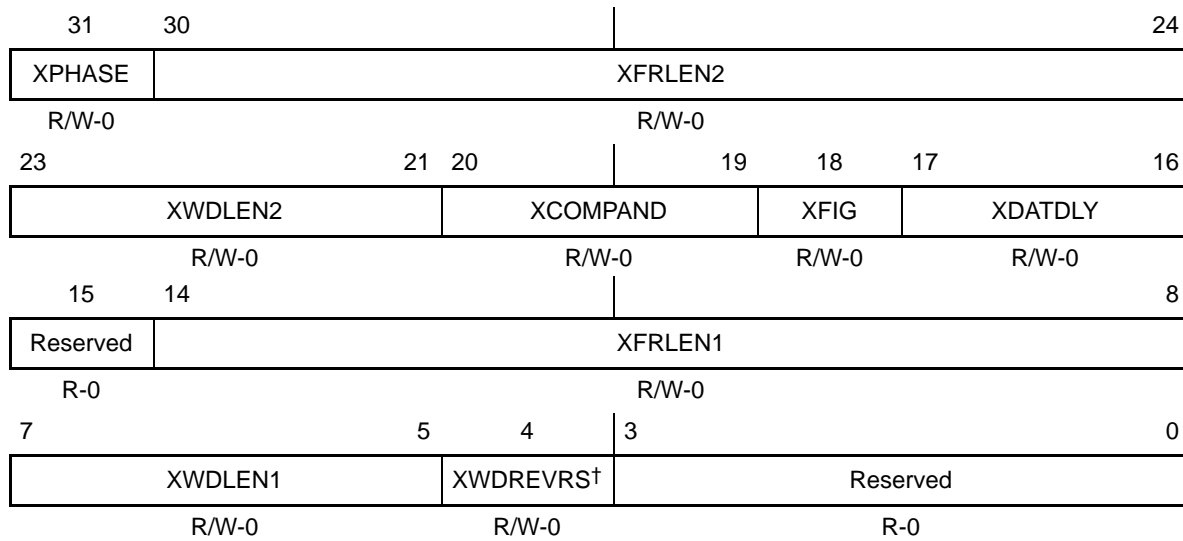 31 30 24
XPHASE XFRLEN2
R/W-0 R/W-0
23 21 20 19 18 17 16
XWDLEN2 XCOMPAND XFIG XDATDLY
R/W-0 R/W-0 R/W-0 R/W-0
15 14 8
Reserved XFRLEN1
R-0 R/W-0
7 5 4 3 0
XWDLEN1 XWDREVRS† Reserved
R/W-0 R/W-0 R-0